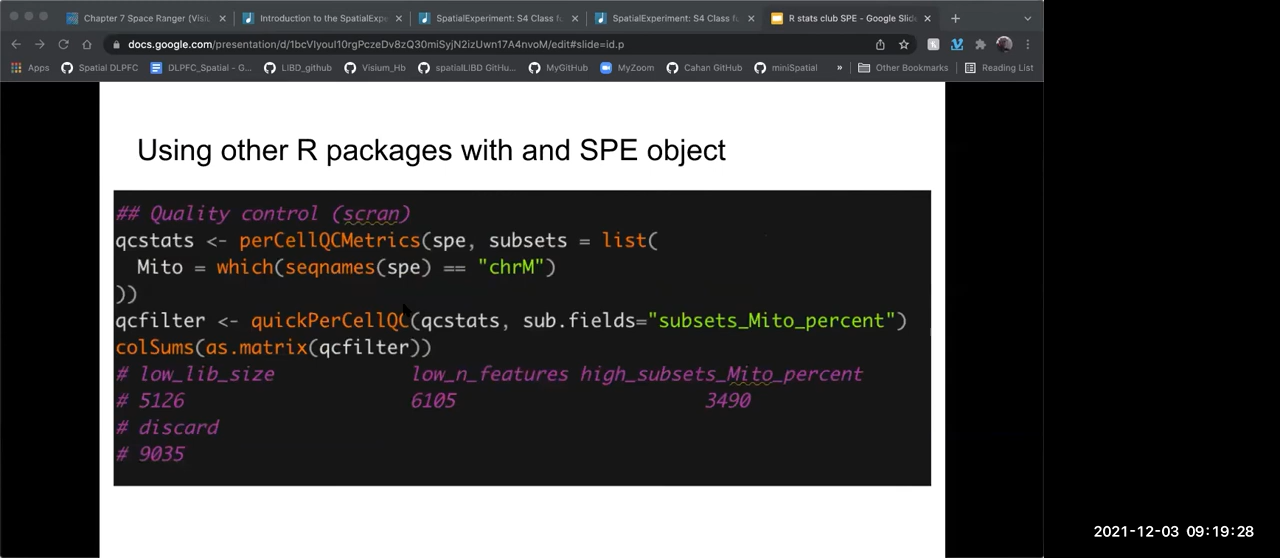 Chapter 7 Space Ranger (Visiu
Introduction to the SpatialExpe
SpatialExperiment: S4 Class fu
SpatialExperiment: S4 Class fu
R stats club SPE - Google Slide
docs.google.com/presentation/d/1bcVIyouI10rgPczeDv8zQ30miSyjN2izUwn17A4nvoM/edit#slide=id.p
Apps Spatial DLPFC DLPFC_Spatial - G... LIBD_github Visium_Hb spatialLIBD GitHu... MyGitHub MyZoom Cahan GitHub miniSpatial » Other Bookmarks Reading List
Using other R packages with and SPE object
## Quality control (scran)
qcstats <- perCellQCMetrics(spe, subsets = list(
Mito = which(seqnames(spe) == "chrM")
))
qcfilter <- quickPerCellQC(qcstats, sub.fields="subsets_Mito_percent")
colSums(as.matrix(qcfilter))
# low_lib_size low_n_features high_subsets_Mito_percent
# 5126 6105 3490
# discard
# 9035
2021-12-03 09:19:28